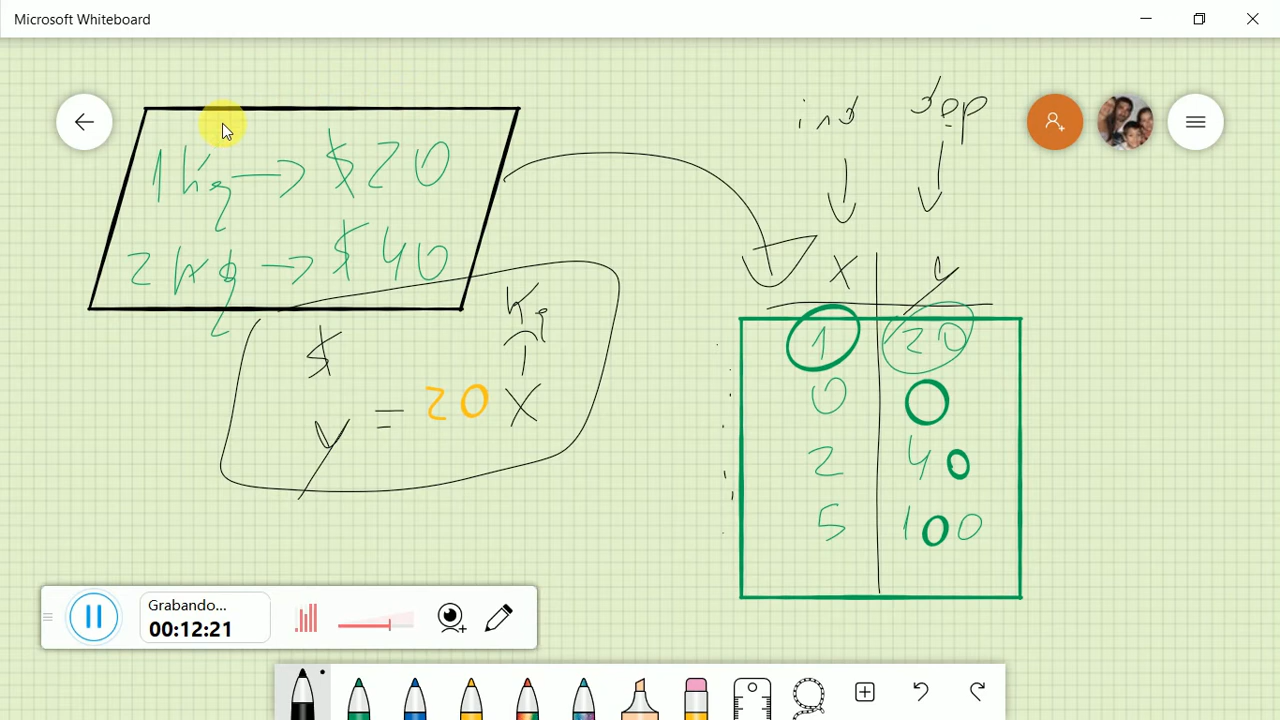 Microsoft Whiteboard
1 kg → $20
2 kg → $40
ind dep
x y
1 20
0 0
2 40
5 100
$ kg
y = 20 x
Grabando...
00:12:21